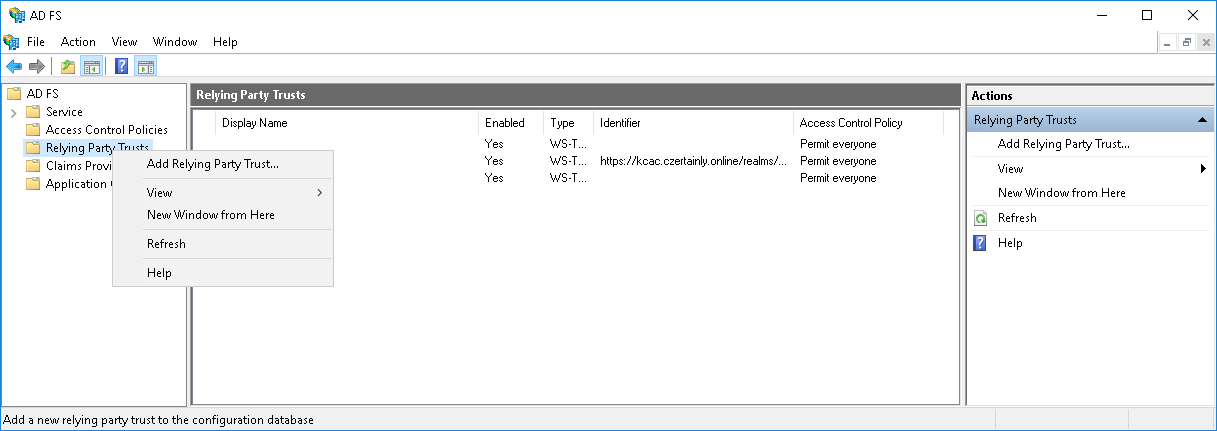 AD FS
File Action View Window Help
AD FS
Service
Access Control Policies
Relying Party Trusts
Claims Provi
Application
Add Relying Party Trust...
View
New Window from Here
Refresh
Help
Relying Party Trusts
Display Name Enabled Type Identifier Access Control Policy
Yes WS-T... Permit everyone
Yes WS-T... https://kcac.czertainly.online/realms/... Permit everyone
Yes WS-T... Permit everyone
Actions
Relying Party Trusts
Add Relying Party Trust...
View
New Window from Here
Refresh
Help
Add a new relying party trust to the configuration database